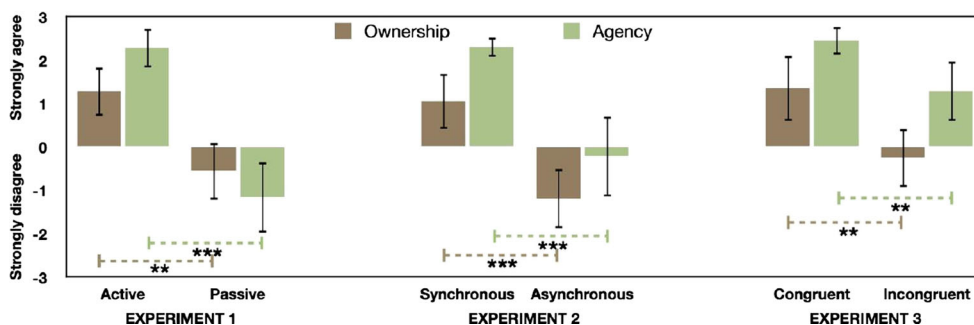 Strongly agree
Strongly disagree
3
2
1
0
-1
-2
-3
Ownership
Agency
**
***
***
***
**
**
Active
Passive
Synchronous
Asynchronous
Congruent
Incongruent
EXPERIMENT 1
EXPERIMENT 2
EXPERIMENT 3